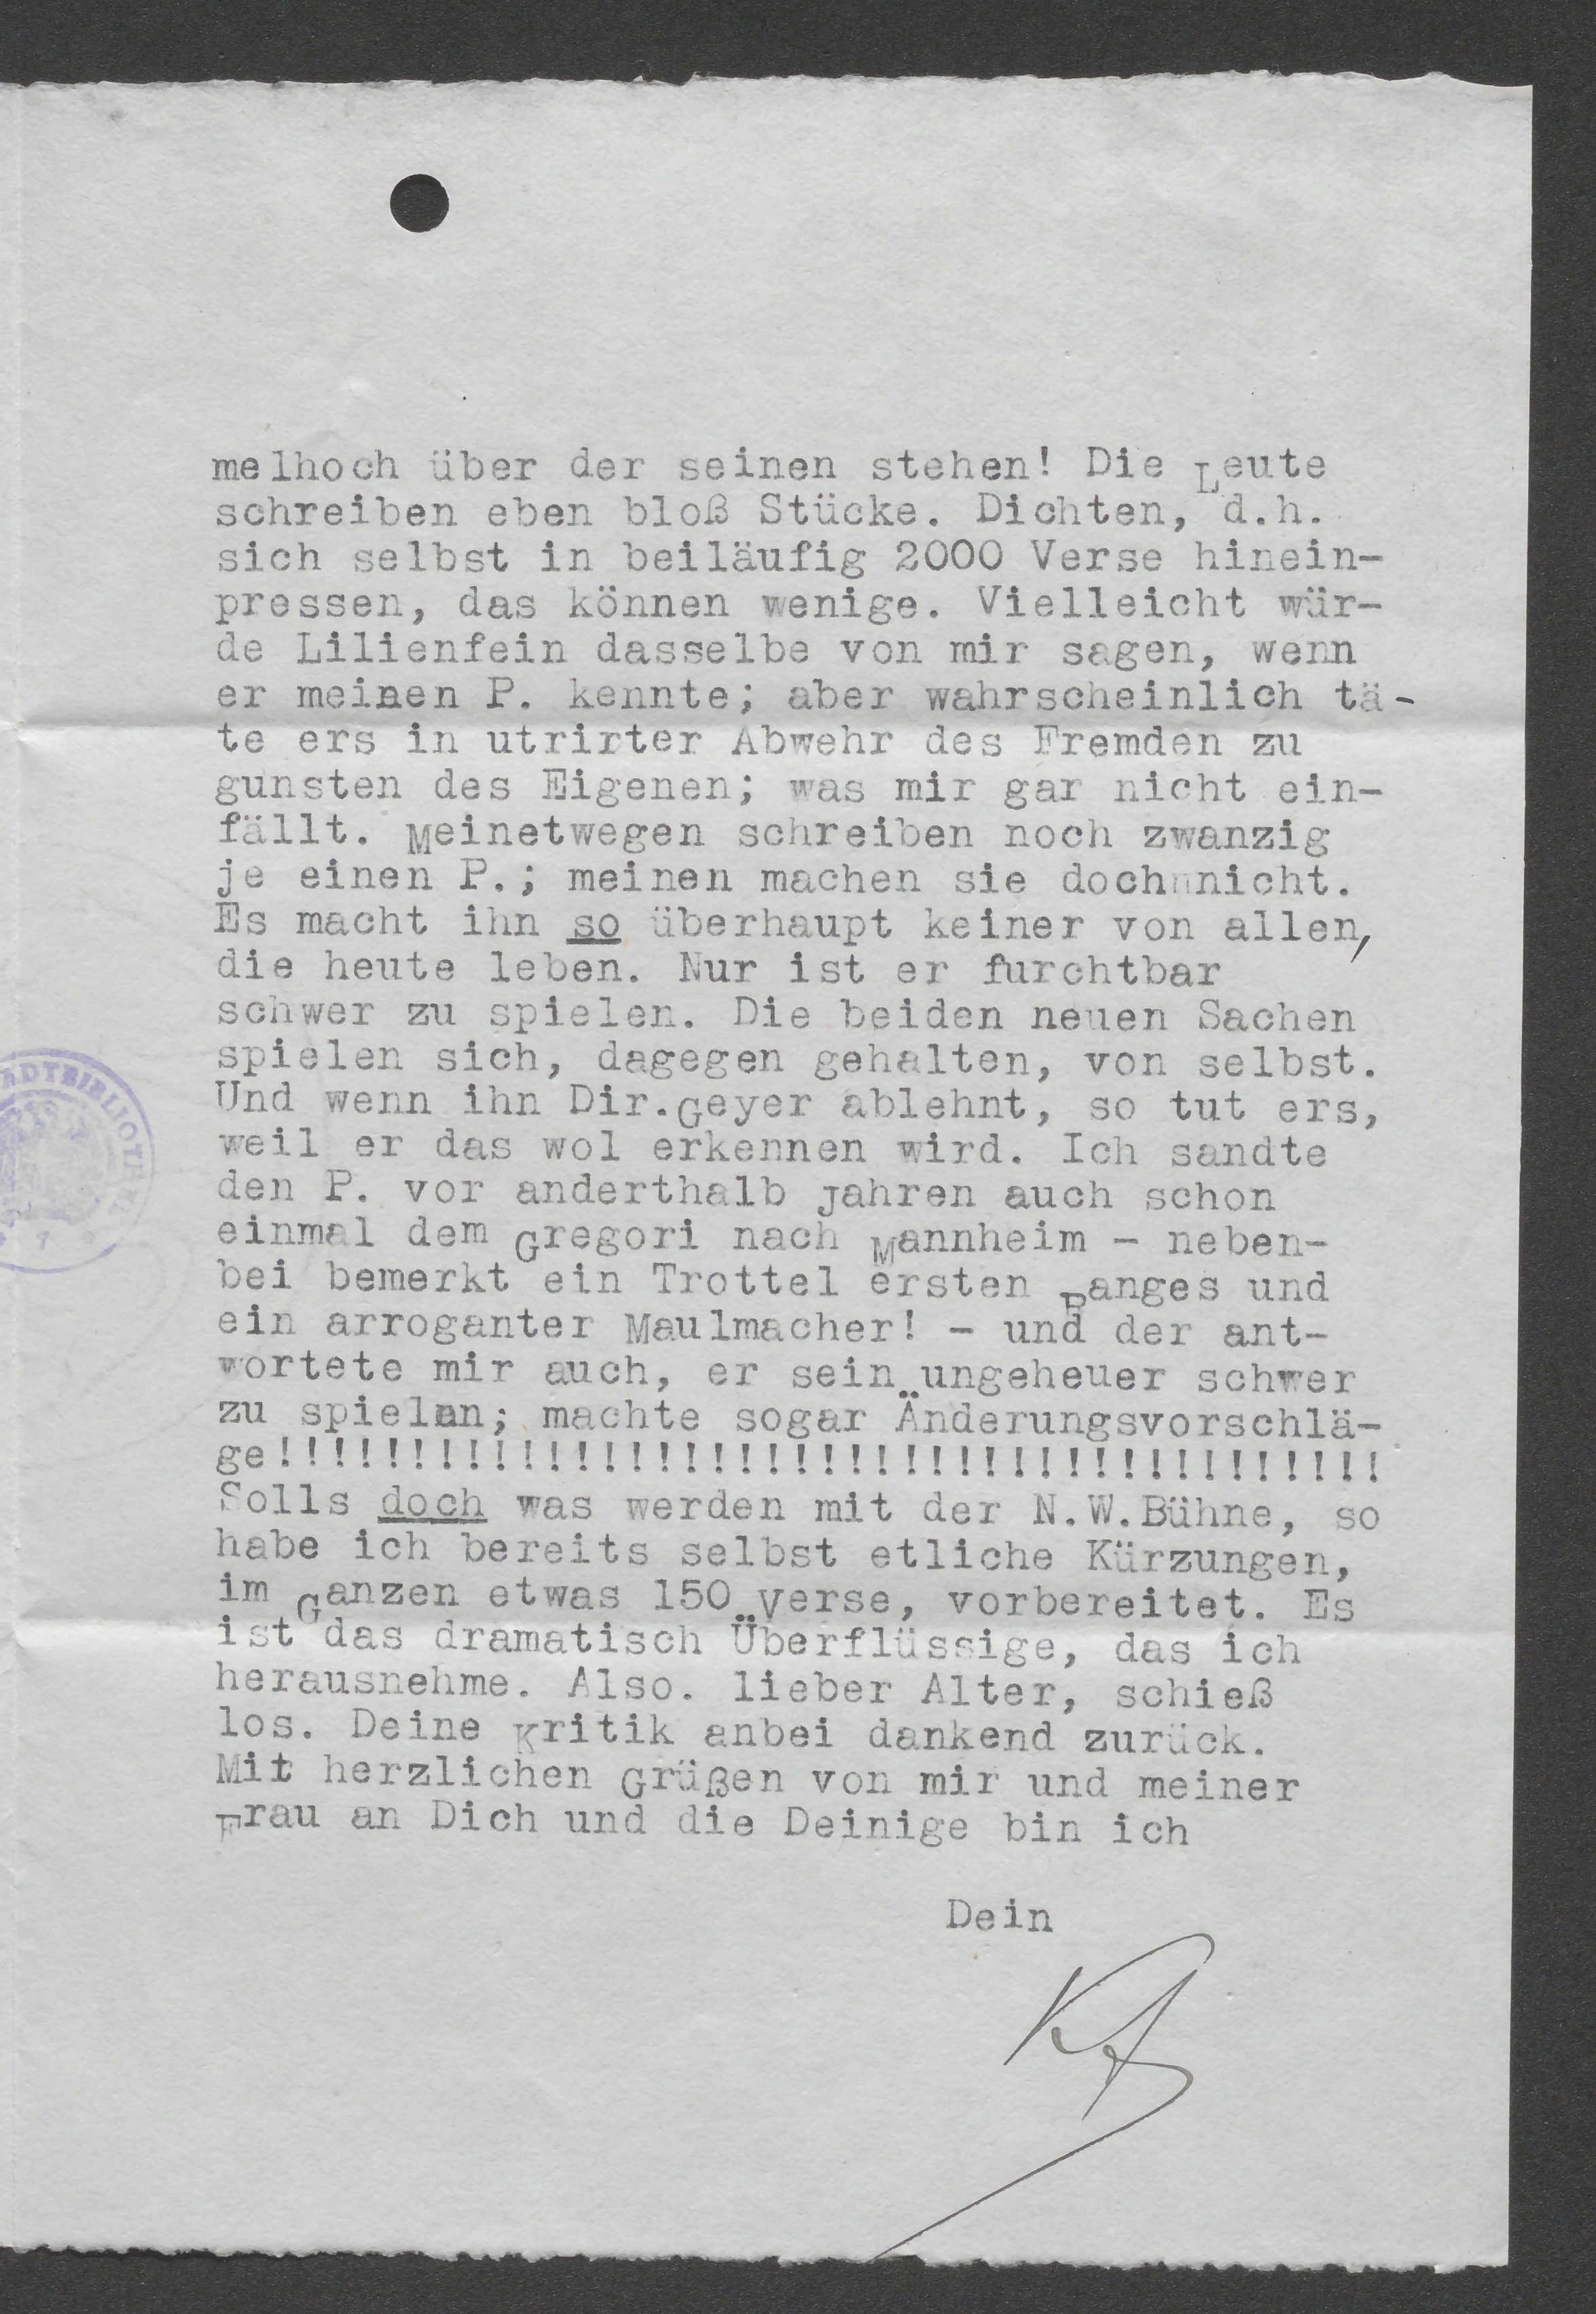 melhoch über der seinen stehen! Die Leute
schreiben eben bloß Stücke. Dichten, d.h.
sich selbst in beiläufig 2000 Verse hinein-
pressen, das können wenige. Vielleicht wür-
de Lilienfein dasselbe von mir sagen, wenn
er meinen P. kennte; aber wahrscheinlich tä-
te ers in utrirter Abwehr des Fremden zu
gunsten des Eigenen; was mir gar nicht ein-
fällt. Meinetwegen schreiben noch zwanzig
je einen P.; meinen machen sie dochnnicht.
Es macht ihn so überhaupt keiner von allen,
die heute leben. Nur ist er furchtbar
schwer zu spielen. Die beiden neuen Sachen
spielen sich, dagegen gehalten, von selbst.
Und wenn ihn Dir.Geyer ablehnt, so tut ers,
weil er das wol erkennen wird. Ich sandte
den P. vor anderthalb Jahren auch schon
einmal dem Gregori nach Mannheim - neben-
bei bemerkt ein Trottel ersten Ranges und
ein arroganter Maulmacher! - und der ant-
wortete mir auch, er sein ungeheuer schwer
zu spielen; machte sogar Änderungsvorschlä-
ge!!!!!!!!!!!!!!!!!!!!!!!!!!!!!!!!!!!!!!!!!
Solls doch was werden mit der N.W.Bühne, so
habe ich bereits selbst etliche Kürzungen,
im Ganzen etwas 150 Verse, vorbereitet. Es
ist das dramatisch Überflüssige, das ich
herausnehme. Also. lieber Alter, schieß
los. Deine Kritik anbei dankend zurück.
Mit herzlichen Grüßen von mir und meiner
Frau an Dich und die Deinige bin ich
Dein